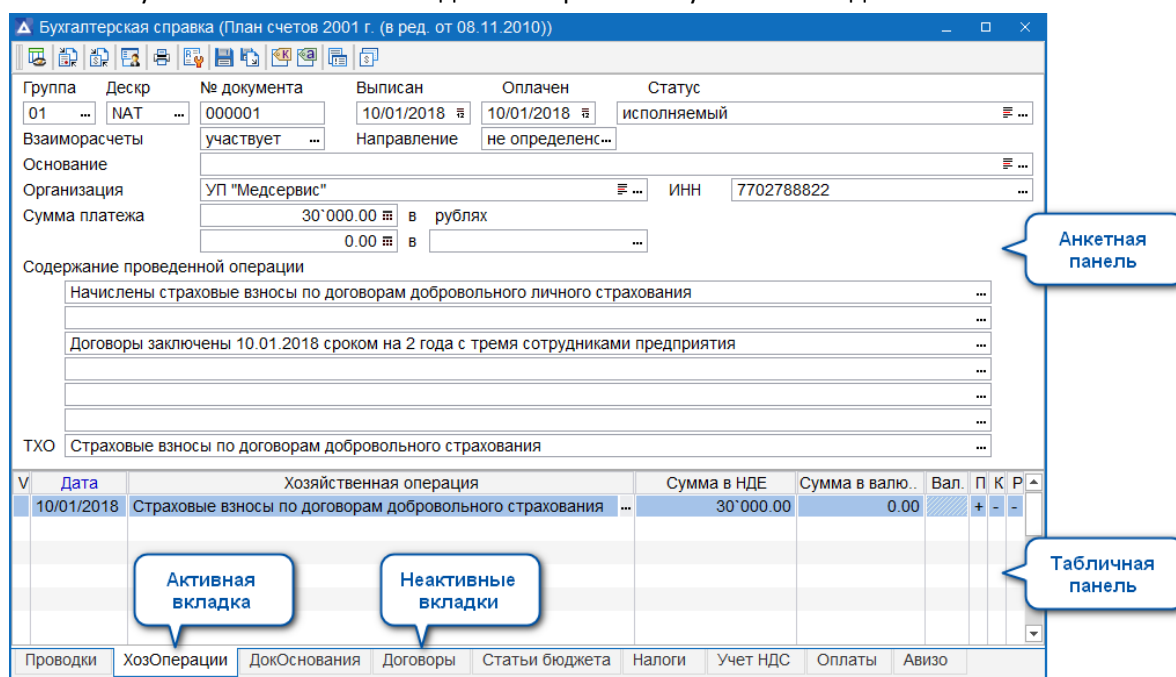 Бухгалтерская справка (План счетов 2001 г. (в ред. от 08.11.2010))
Группа Дескр № документа Выписан Оплачен Статус
01 ... NAT ... 000001 10/01/2018 10/01/2018 исполняемый ...
Взаиморасчеты участвует ... Направление не определенс...
Основание ...
Организация УП "Медсервис" ... ИНН 7702788822 ...
Сумма платежа 30`000.00 в рублях
0.00 в ...
Анкетная
панель
Содержание проведенной операции
Начислены страховые взносы по договорам добровольного личного страхования ...
...
Договоры заключены 10.01.2018 сроком на 2 года с тремя сотрудниками предприятия ...
...
...
...
ТХО Страховые взносы по договорам добровольного страхования ...
V Дата Хозяйственная операция Сумма в НДЕ Сумма в валю.. Вал. П К Р
10/01/2018 Страховые взносы по договорам добровольного страхования ... 30`000.00 0.00 + - -
Табличная
панель
Активная
вкладка
Неактивные
вкладки
Проводки ХозОперации ДокОснования Договоры Статьи бюджета Налоги Учет НДС Оплаты Авизо